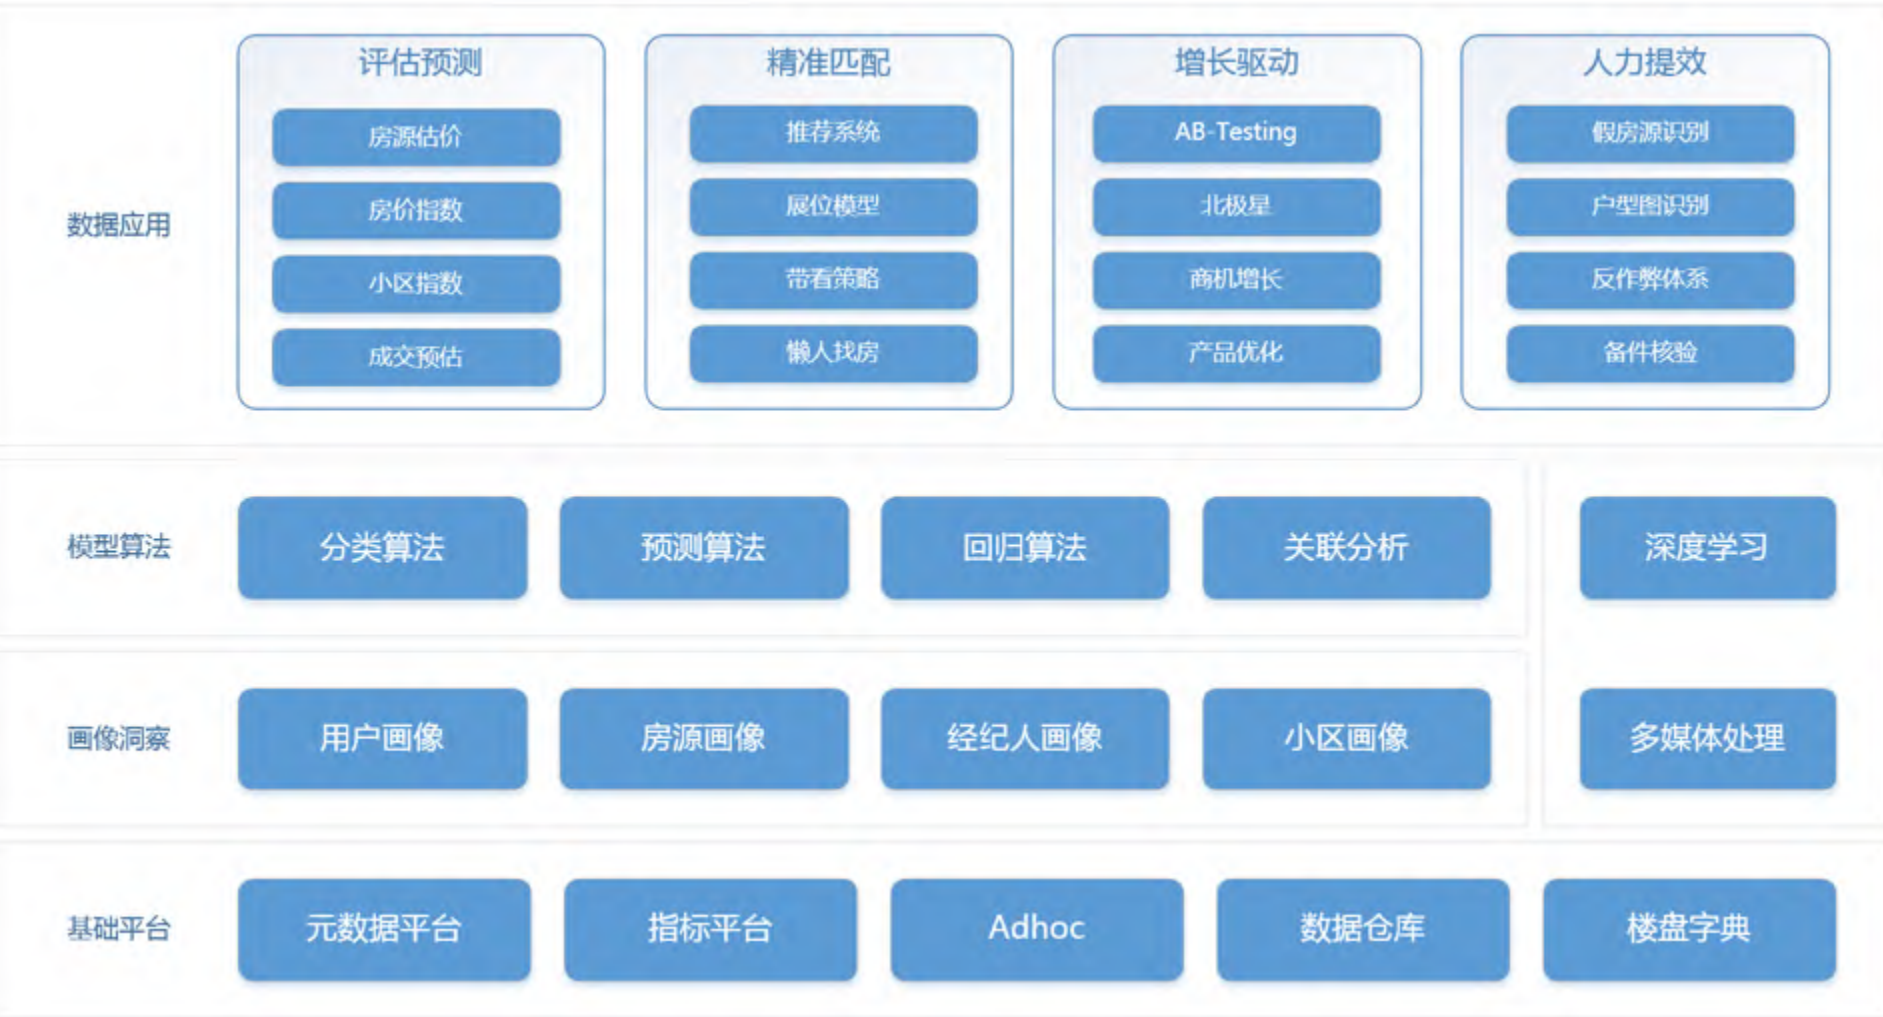 数据应用
评估预测
房源估价
房价指数
小区指数
成交预估
精准匹配
推荐系统
展位模型
带看策略
懒人找房
增长驱动
AB-Testing
北极星
商机增长
产品优化
人力提效
假房源识别
户型图识别
反作弊体系
备件核验
模型算法
分类算法
预测算法
回归算法
关联分析
深度学习
画像洞察
用户画像
房源画像
经纪人画像
小区画像
多媒体处理
基础平台
元数据平台
指标平台
Adhoc
数据仓库
楼盘字典